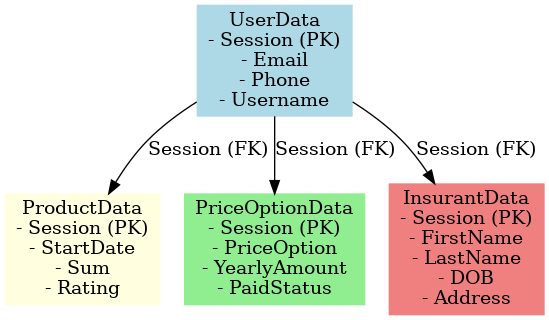 UserData
- Session (PK)
- Email
- Phone
- Username
Session (FK)
Session (FK)
Session (FK)
ProductData
- Session (PK)
- StartDate
- Sum
- Rating
PriceOptionData
- Session (PK)
- PriceOption
- YearlyAmount
- PaidStatus
InsurantData
- Session (PK)
- FirstName
- LastName
- DOB
- Address